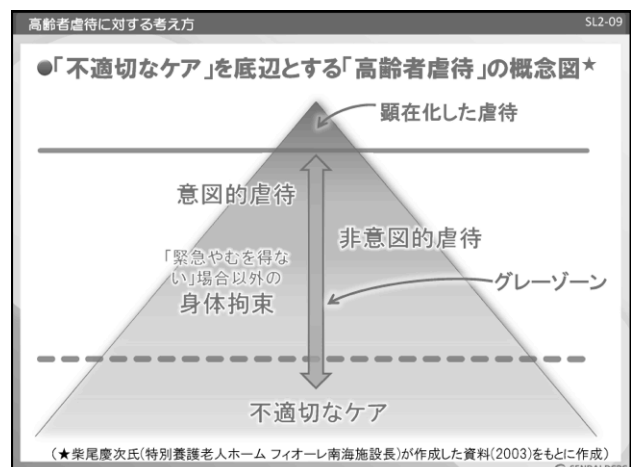 高齢者虐待に対する考え方
SL2-09
●「不適切なケア」を底辺とする「高齢者虐待」の概念図★
顕在化した虐待
意図的虐待
非意図的虐待
「緊急やむを得な
い」場合以外の
身体拘束
グレーゾーン
不適切なケア
(★柴尾慶次氏(特別養護老人ホーム フィオーレ南海施設長)が作成した資料(2003)をもとに作成)